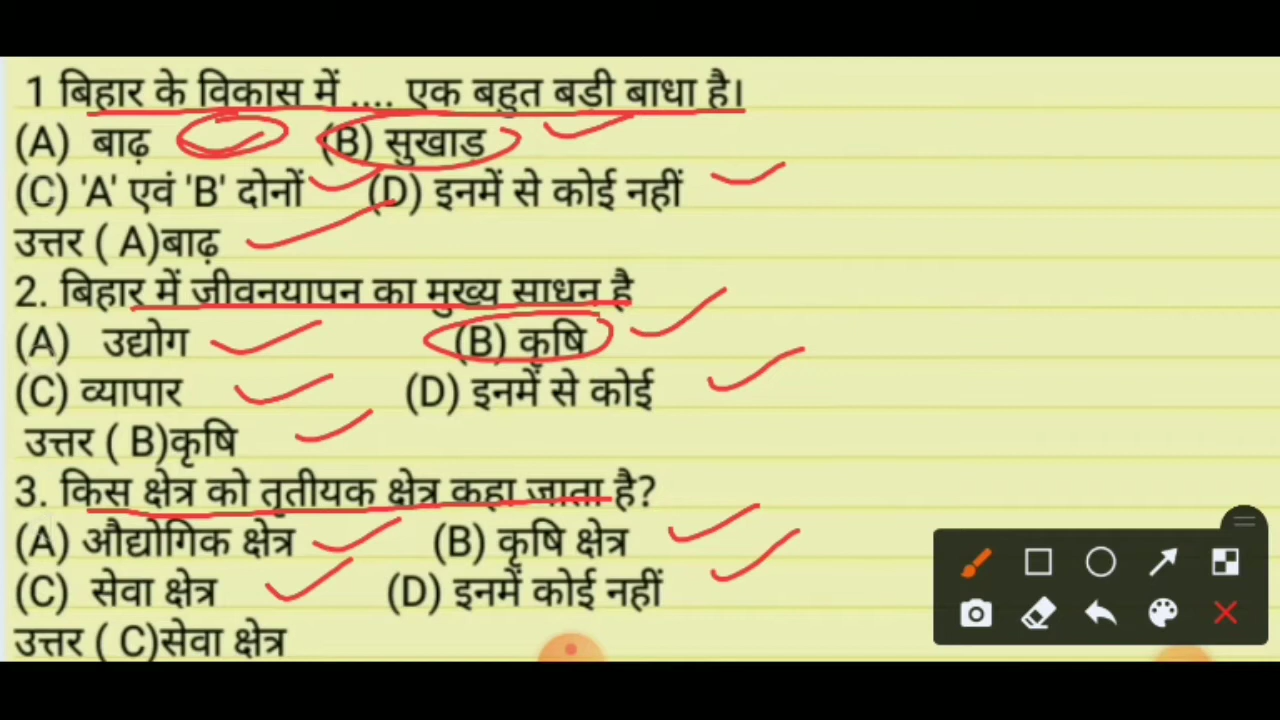 1 बिहार के विकास में .... एक बहुत बडी बाधा है।
(A) बाढ़ (B) सुखाड
(C) 'A' एवं 'B' दोनों (D) इनमें से कोई नहीं
उत्तर ( A)बाढ़
2. बिहार में जीवनयापन का मुख्य साधन है
(A) उद्योग (B) कृषि
(C) व्यापार (D) इनमें से कोई
उत्तर ( B)कृषि
3. किस क्षेत्र को तृतीयक क्षेत्र कहा जाता है?
(A) औद्योगिक क्षेत्र (B) कृषि क्षेत्र
(C) सेवा क्षेत्र (D) इनमें कोई नहीं
उत्तर ( C)सेवा क्षेत्र